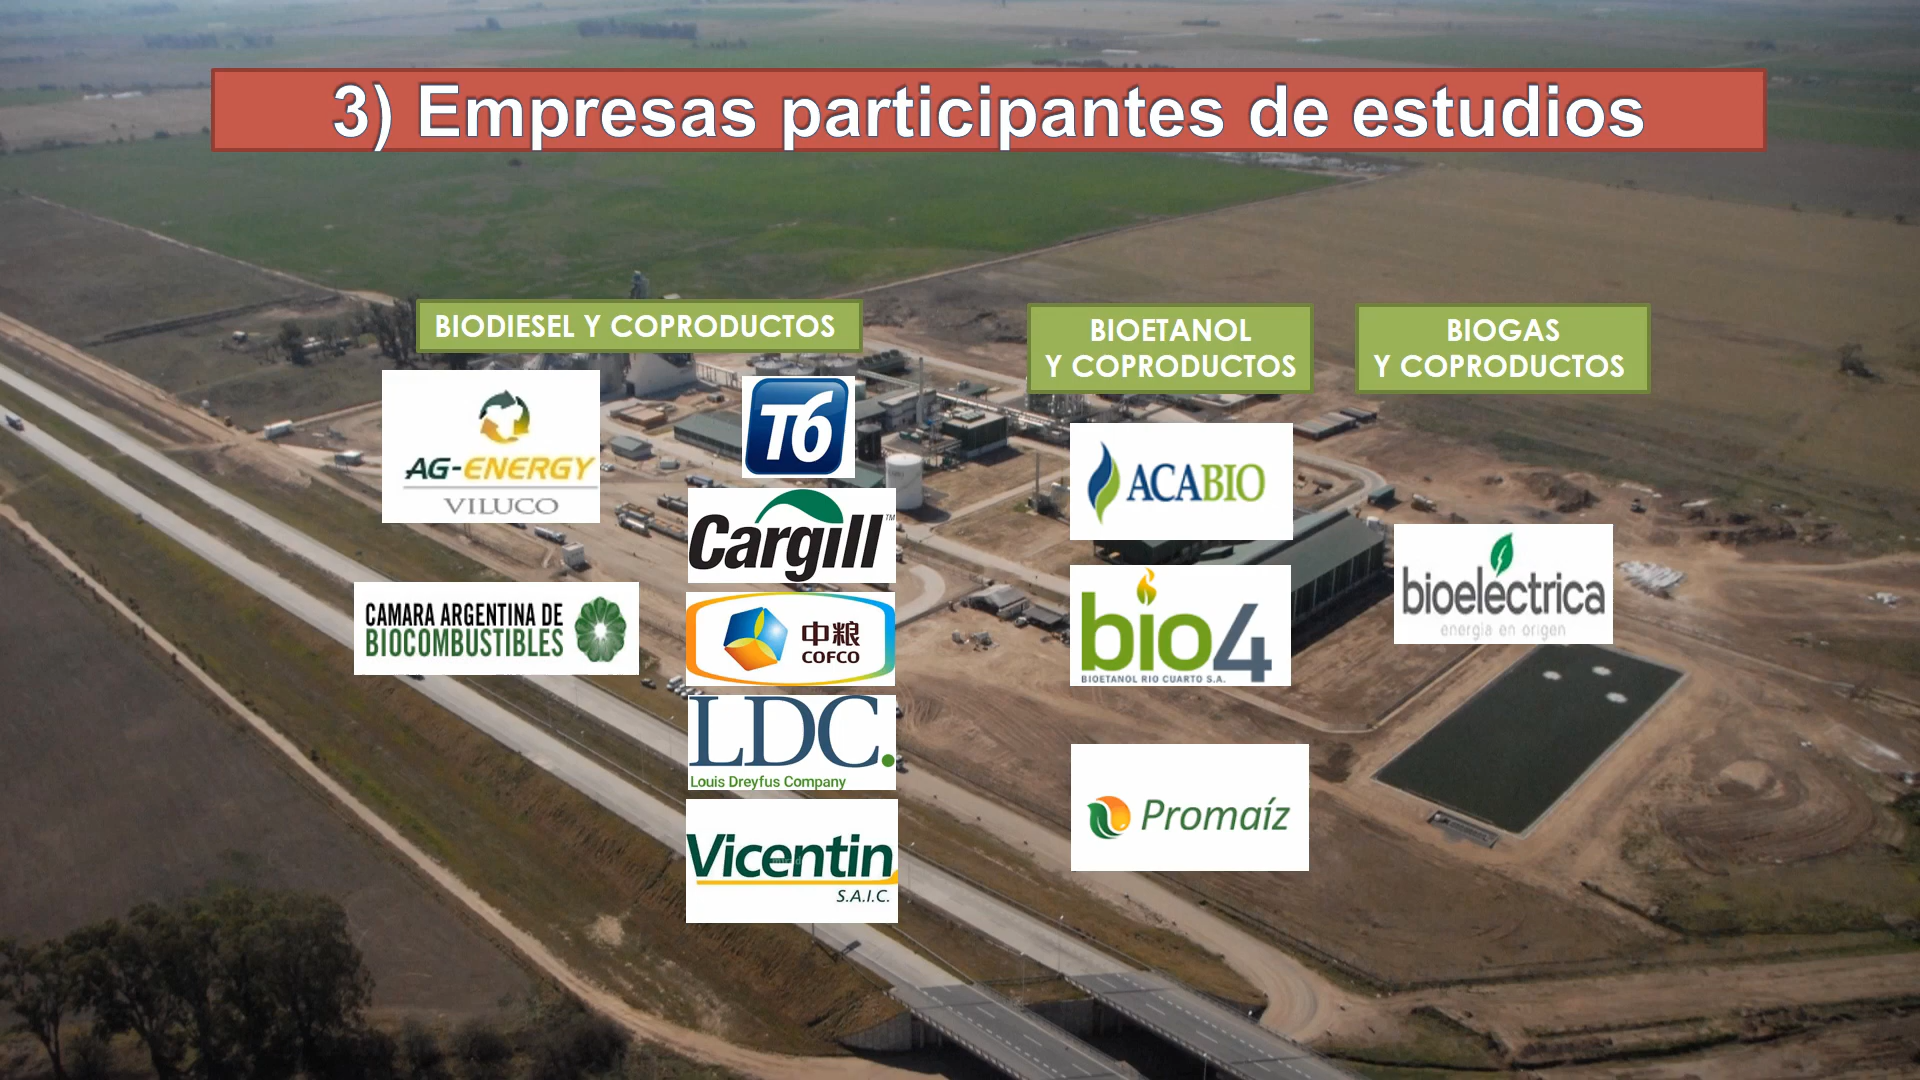 3) Empresas participantes de estudios
BIODIESEL Y COPRODUCTOS
AG-ENERGY
VILUCO
CAMARA ARGENTINA DE
BIOCOMBUSTIBLES
T6
Cargill™
中粮
COFCO
LDC.
Louis Dreyfus Company
Vicentin
S.A.I.C.
BIOETANOL
Y COPRODUCTOS
ACABIO
bio4
BIOETANOL RIO CUARTO S.A.
Promaíz
BIOGAS
Y COPRODUCTOS
bioeléctrica
energía en origen